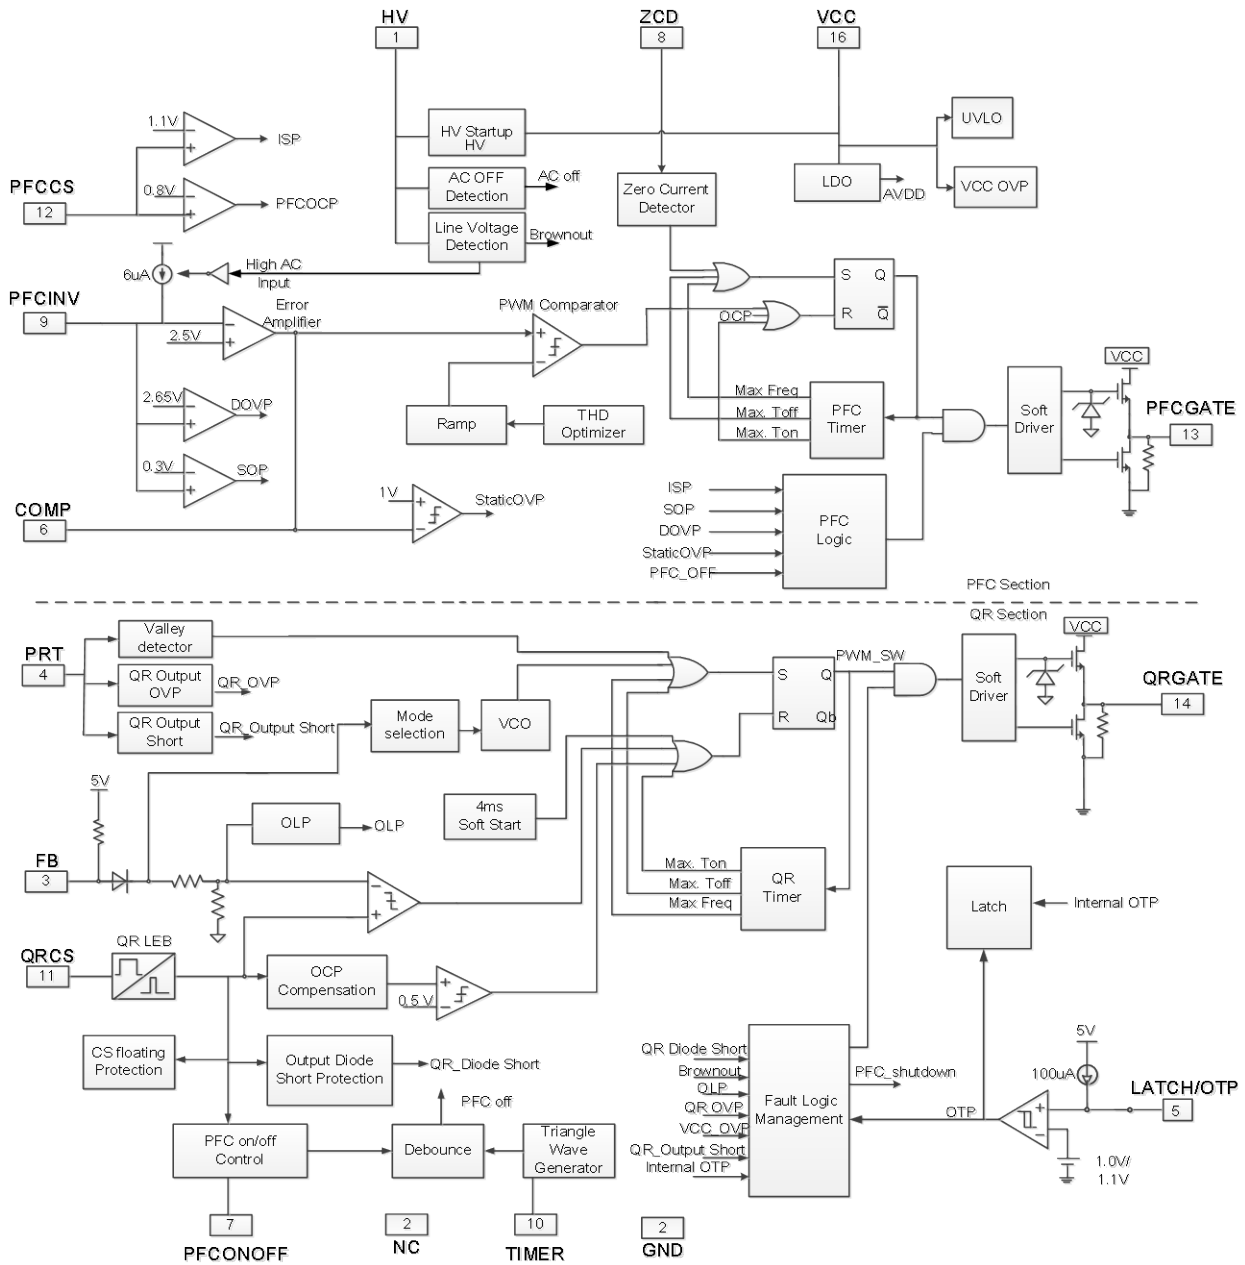 HV
1
ZCD
8
VCC
16
1.1V
ISP
HV Startup
HV
UVLO
PFCCS
12
0.8V
PFCOCP
AC OFF
Detection
AC off
Zero Current
Detector
LDO
AVDD
VCC OVP
Line Voltage
Detection
Brownout
6uA
High AC
Input
PFCINV
9
2.5V
Error
Amplifier
PWM Comparator
OCP
S
Q
R
Q
2.65V
DOVP
Ramp
THD
Optimizer
Max Freq
Max. Toff
Max. Ton
PFC
Timer
Soft
Driver
VCC
PFCGATE
13
0.3V
SOP
COMP
6
1V
StaticOVP
ISP
SOP
DOVP
StaticOVP
PFC_OFF
PFC
Logic
PFC Section
QR Section
PRT
4
Valley
detector
QR Output
OVP
QR_OVP
QR Output
Short
QR_Output Short
Mode
selection
VCO
S
Q
R
Qb
PWM_SW
Soft
Driver
VCC
QRGATE
14
5V
4ms
Soft Start
OLP
OLP
FB
3
Max. Ton
Max. Toff
Max Freq
QR
Timer
Latch
Internal OTP
QRCS
11
QR LEB
OCP
Compensation
0.5 V
CS floating
Protection
Output Diode
Short Protection
QR_Diode Short
PFC off
QR Diode Short
Brownout
OLP
QR OVP
VCC_OVP
QR_Output Short
Internal OTP
Fault Logic
Management
PFC_shutdown
OTP
5V
100uA
LATCH/OTP
5
1.0V/
1.1V
PFC on/off
Control
Debounce
Triangle
Wave
Generator
7
PFCONOFF
2
NC
10
TIMER
2
GND